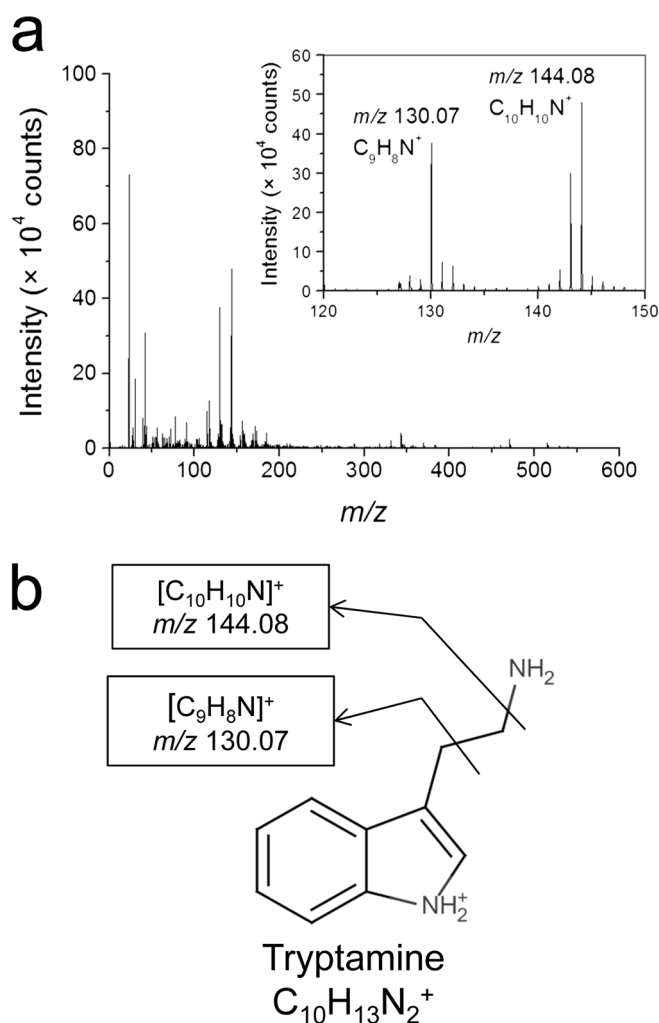 a
Intensity (× 10⁴ counts)
100
80
60
40
20
0
0 100 200 300 400 500 600
m/z
Intensity (× 10⁴ counts)
60
50
40
30
20
10
0
120 130 140 150
m/z
m/z 144.08
C₁₀H₁₀N⁺
m/z 130.07
C₉H₈N⁺
b
[C₁₀H₁₀N]⁺
m/z 144.08
[C₉H₈N]⁺
m/z 130.07
NH₂
NH₂⁺
Tryptamine
C₁₀H₁₃N₂⁺